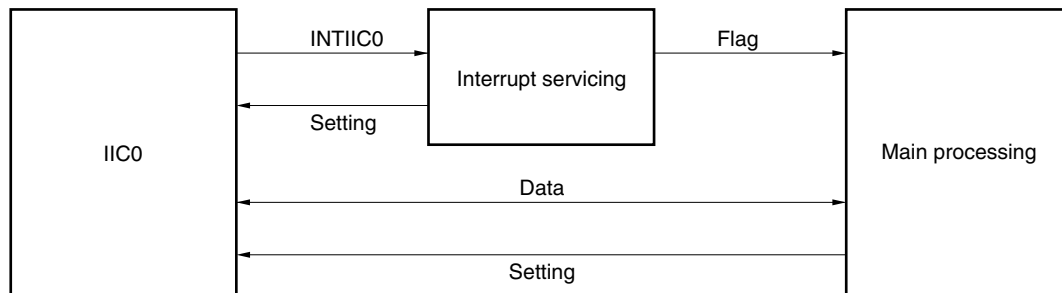 INTIIC0
Flag
Interrupt servicing
Setting
IIC0
Main processing
Data
Setting